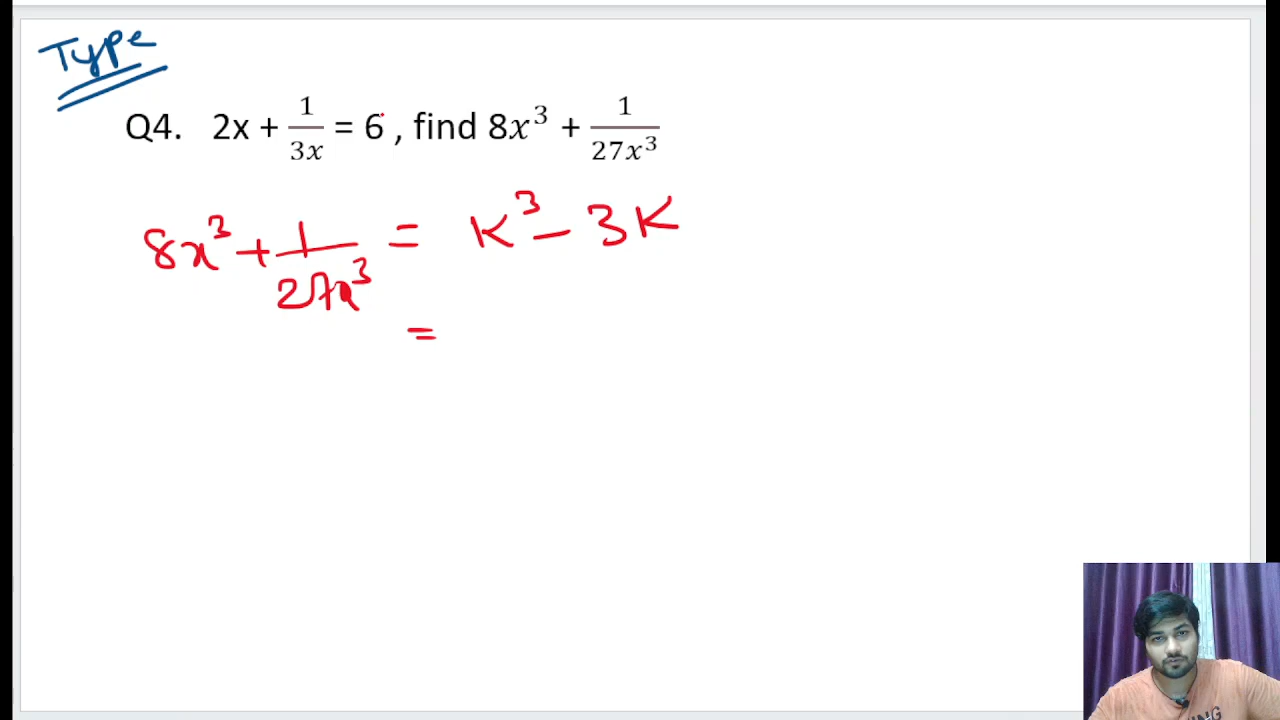 Type
Q4. 2x + 1/3x = 6 , find 8x³ + 1/27x³
8x³ + 1/27x³ = K³ – 3K
=